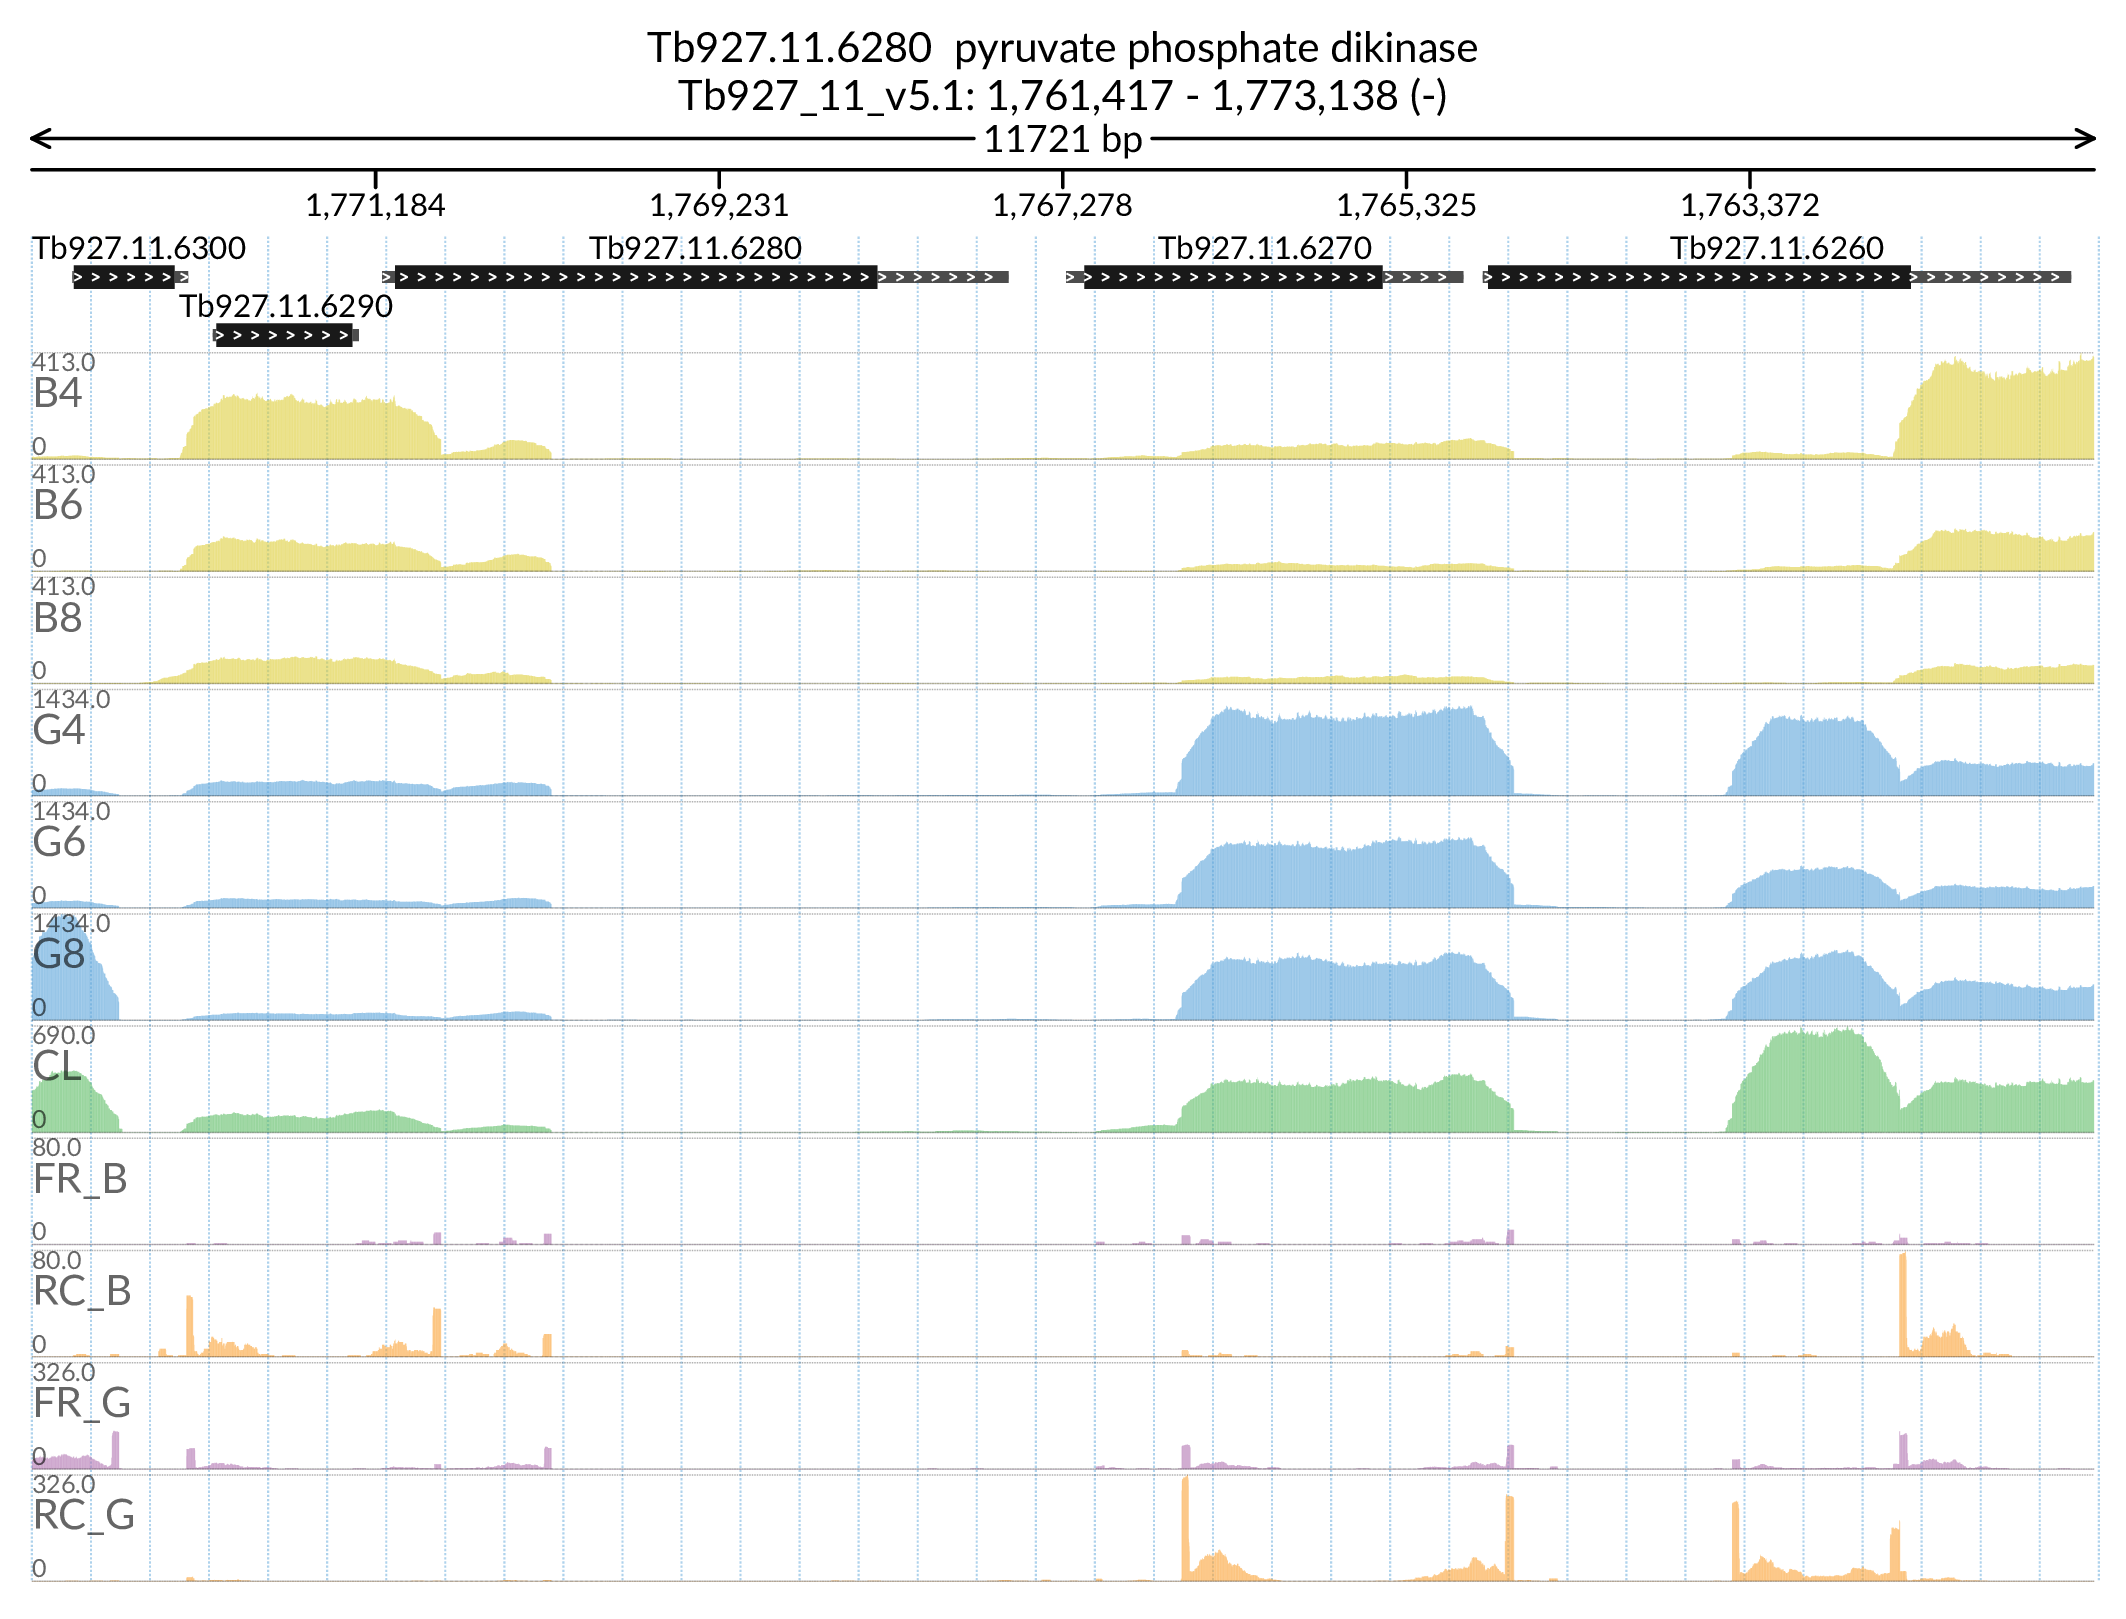 Tb927.11.6280  pyruvate phosphate dikinase
Tb927_11_v5.1: 1,761,417 - 1,773,138 (-)
11721 bp
1,771,184 1,769,231 1,767,278 1,765,325 1,763,372
Tb927.11.6300 Tb927.11.6280 Tb927.11.6270 Tb927.11.6260
Tb927.11.6290
413.0
B4
0
413.0
B6
0
413.0
B8
0
1434.0
G4
0
1434.0
G6
0
1434.0
G8
0
690.0
CL
0
80.0
FR_B
0
80.0
RC_B
0
326.0
FR_G
0
326.0
RC_G
0